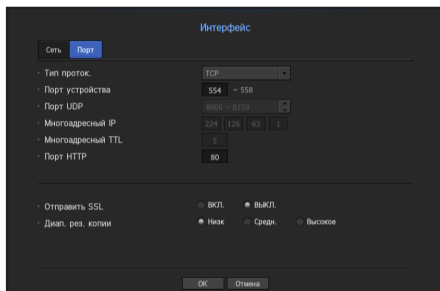 Интерфейс
Сеть Порт
· Тип проток. TCP
· Порт устройства 554 ~ 558
· Порт UDP 8000 ~ 8159
· Многоадресный IP 224 126 63 1
· Многоадресный TTL 5
· Порт HTTP 80
· Отправить SSL ВКЛ. ВЫКЛ.
· Диап. рез. копии Низк Средн. Высокое
OK Отмена